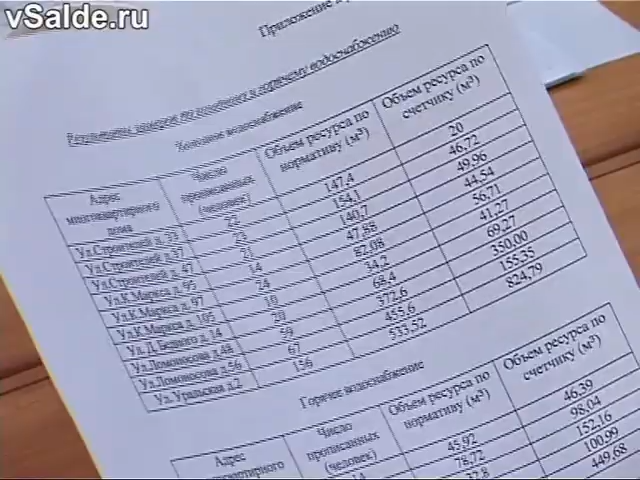 vSalde.ru
Приложение
Результаты замеров по холодному и горячему водоснабжению
Холодное водоснабжение
Адрес многоквартирного дома Число прописанных (человек) Объем ресурса по нормативу (м³) Объем ресурса по счетчику (м³)
Ул.Строителей д.33 22 147,4 20
Ул.Строителей д.37 23 154,1 46,72
Ул.Строителей д. 47 21 140,7 49,96
Ул.К.Маркса д. 95 14 47,88 44,54
Ул.К.Маркса д. 97 24 82,08 56,71
Ул.К.Маркса д. 105 10 34,2 41,27
Ул. Д. Бедного д.14 20 68,4 69,27
Ул.Ломоносова д.48 59 372,6 350,00
Ул.Ломоносова д.56 67 455,6 155,35
Ул. Уральская д.2 156 533,52 824,79
Горячее водоснабжение
Адрес Число прописанных (человек) Объем ресурса по нормативу (м³) Объем ресурса по счетчику (м³)
45,92 46,39
78,72 98,04
32,8 152,16
100,99
449,68